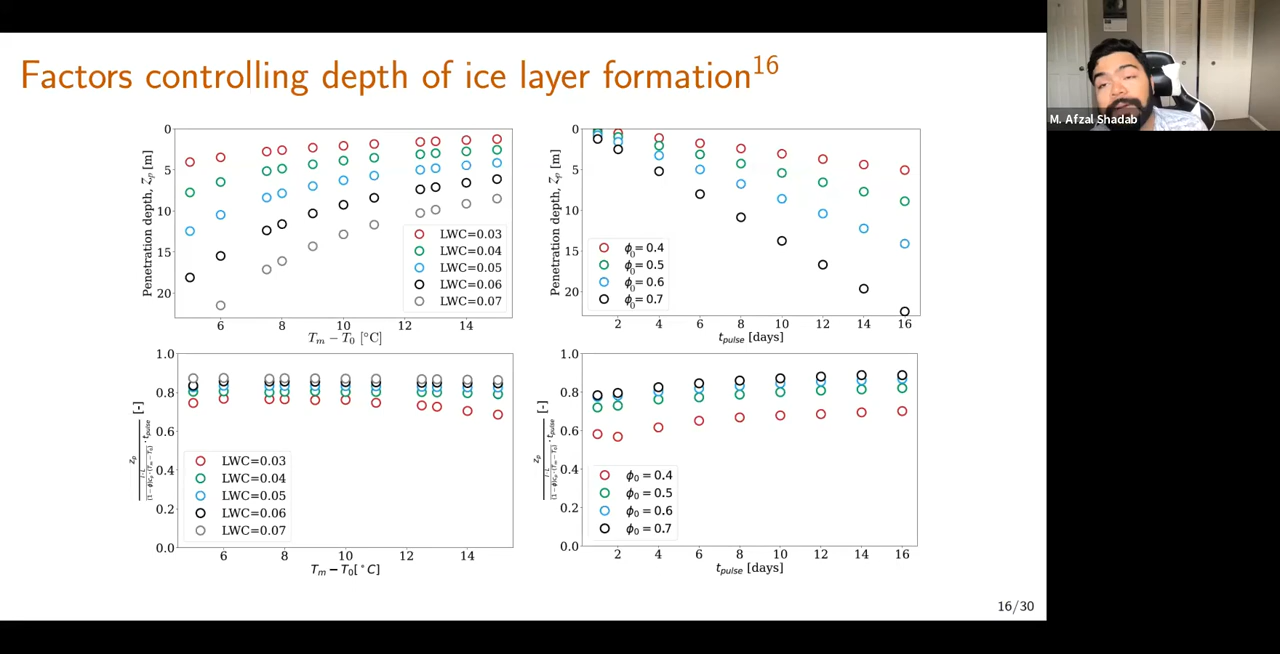 Factors controlling depth of ice layer formation16
M. Afzal Shadab
Penetration depth, zp [m]
0
5
10
15
20
LWC=0.03
LWC=0.04
LWC=0.05
LWC=0.06
LWC=0.07
6 8 10 12 14
Tm − T0 [°C]
Penetration depth, zp [m]
0
5
10
15
20
ϕ0 = 0.4
ϕ0 = 0.5
ϕ0 = 0.6
ϕ0 = 0.7
2 4 6 8 10 12 14 16
tpulse [days]
1.0
0.8
0.6
0.4
0.2
0.0
zp
[-]
LWC=0.03
LWC=0.04
LWC=0.05
LWC=0.06
LWC=0.07
6 8 10 12 14
Tm − T0[°C]
1.0
0.8
0.6
0.4
0.2
0.0
zp
[-]
ϕ0 = 0.4
ϕ0 = 0.5
ϕ0 = 0.6
ϕ0 = 0.7
2 4 6 8 10 12 14 16
tpulse [days]
16/30